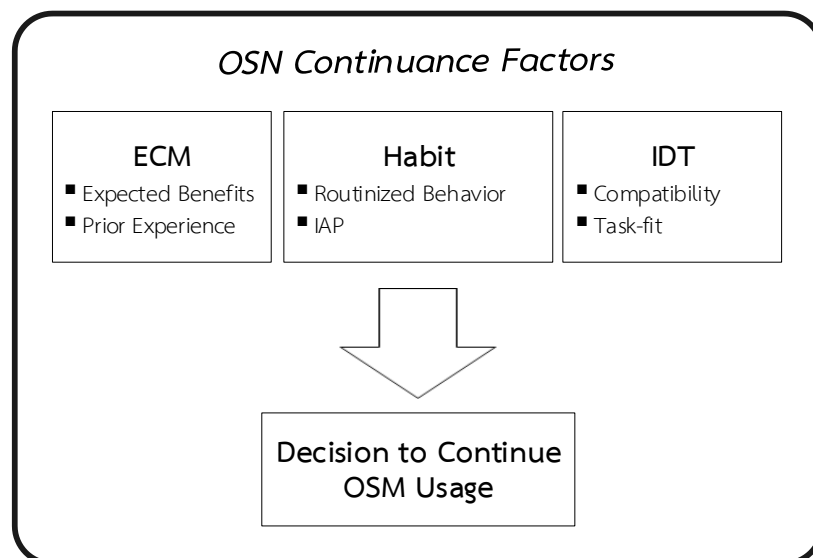 OSN Continuance Factors
ECM
▪ Expected Benefits
▪ Prior Experience
Habit
▪ Routinized Behavior
▪ IAP
IDT
▪ Compatibility
▪ Task-fit
Decision to Continue
OSM Usage